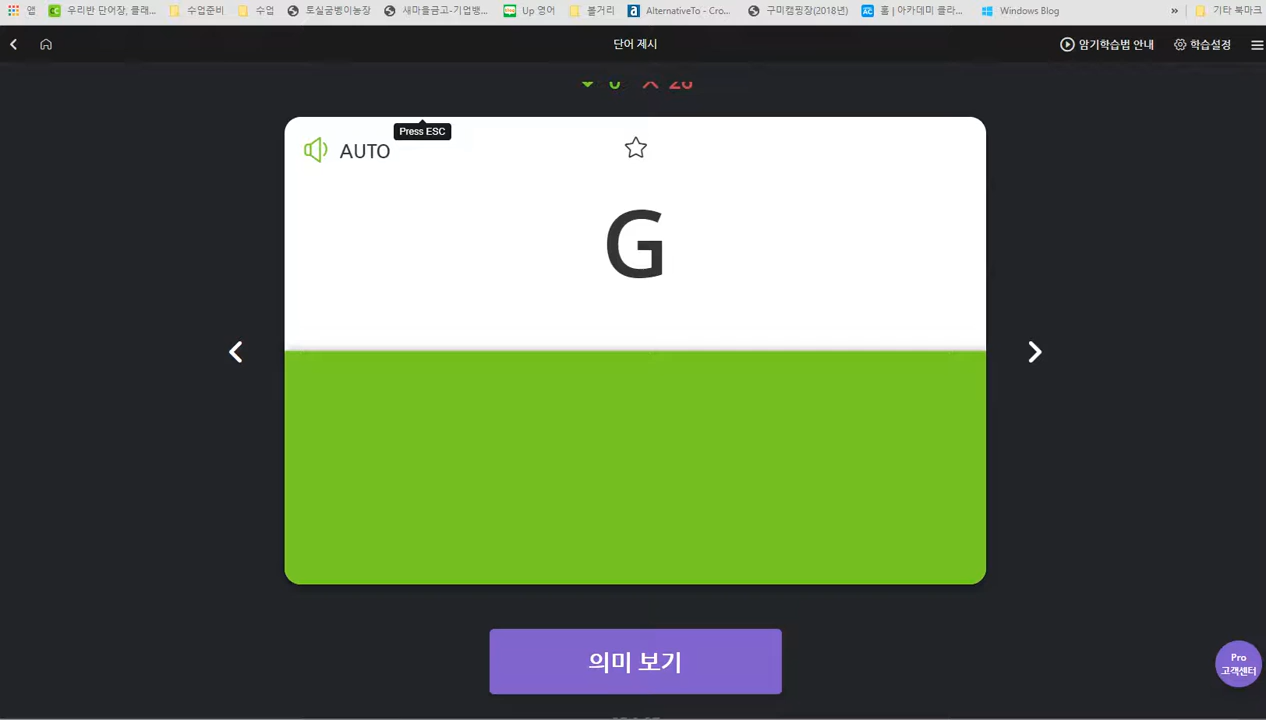 앱 우리반 단어장, 클래... 수업준비 수업 토실굼벵이농장 새마을금고-기업뱅... Up 영어 볼거리 AlternativeTo - Cro... 구미캠핑장(2018년) 홈 | 아카데미 클라... Windows Blog » 기타 북마크
단어 제시 암기학습법 안내 학습설정
Press ESC
AUTO
G
의미 보기
Pro
고객센터